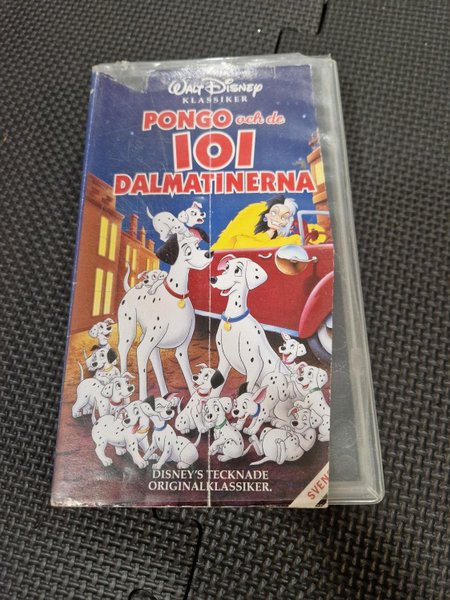 WALT DISNEY
KLASSIKER
PONGO och de
101
DALMATINERNA
DISNEY'S TECKNADE
ORIGINALKLASSIKER.